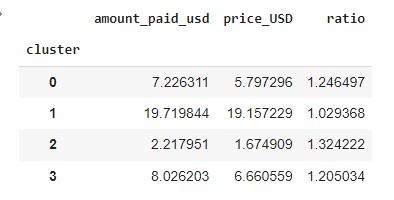 amount_paid_usd price_USD ratio
cluster
0 7.226311 5.797296 1.246497
1 19.719844 19.157229 1.029368
2 2.217951 1.674909 1.324222
3 8.026203 6.660559 1.205034